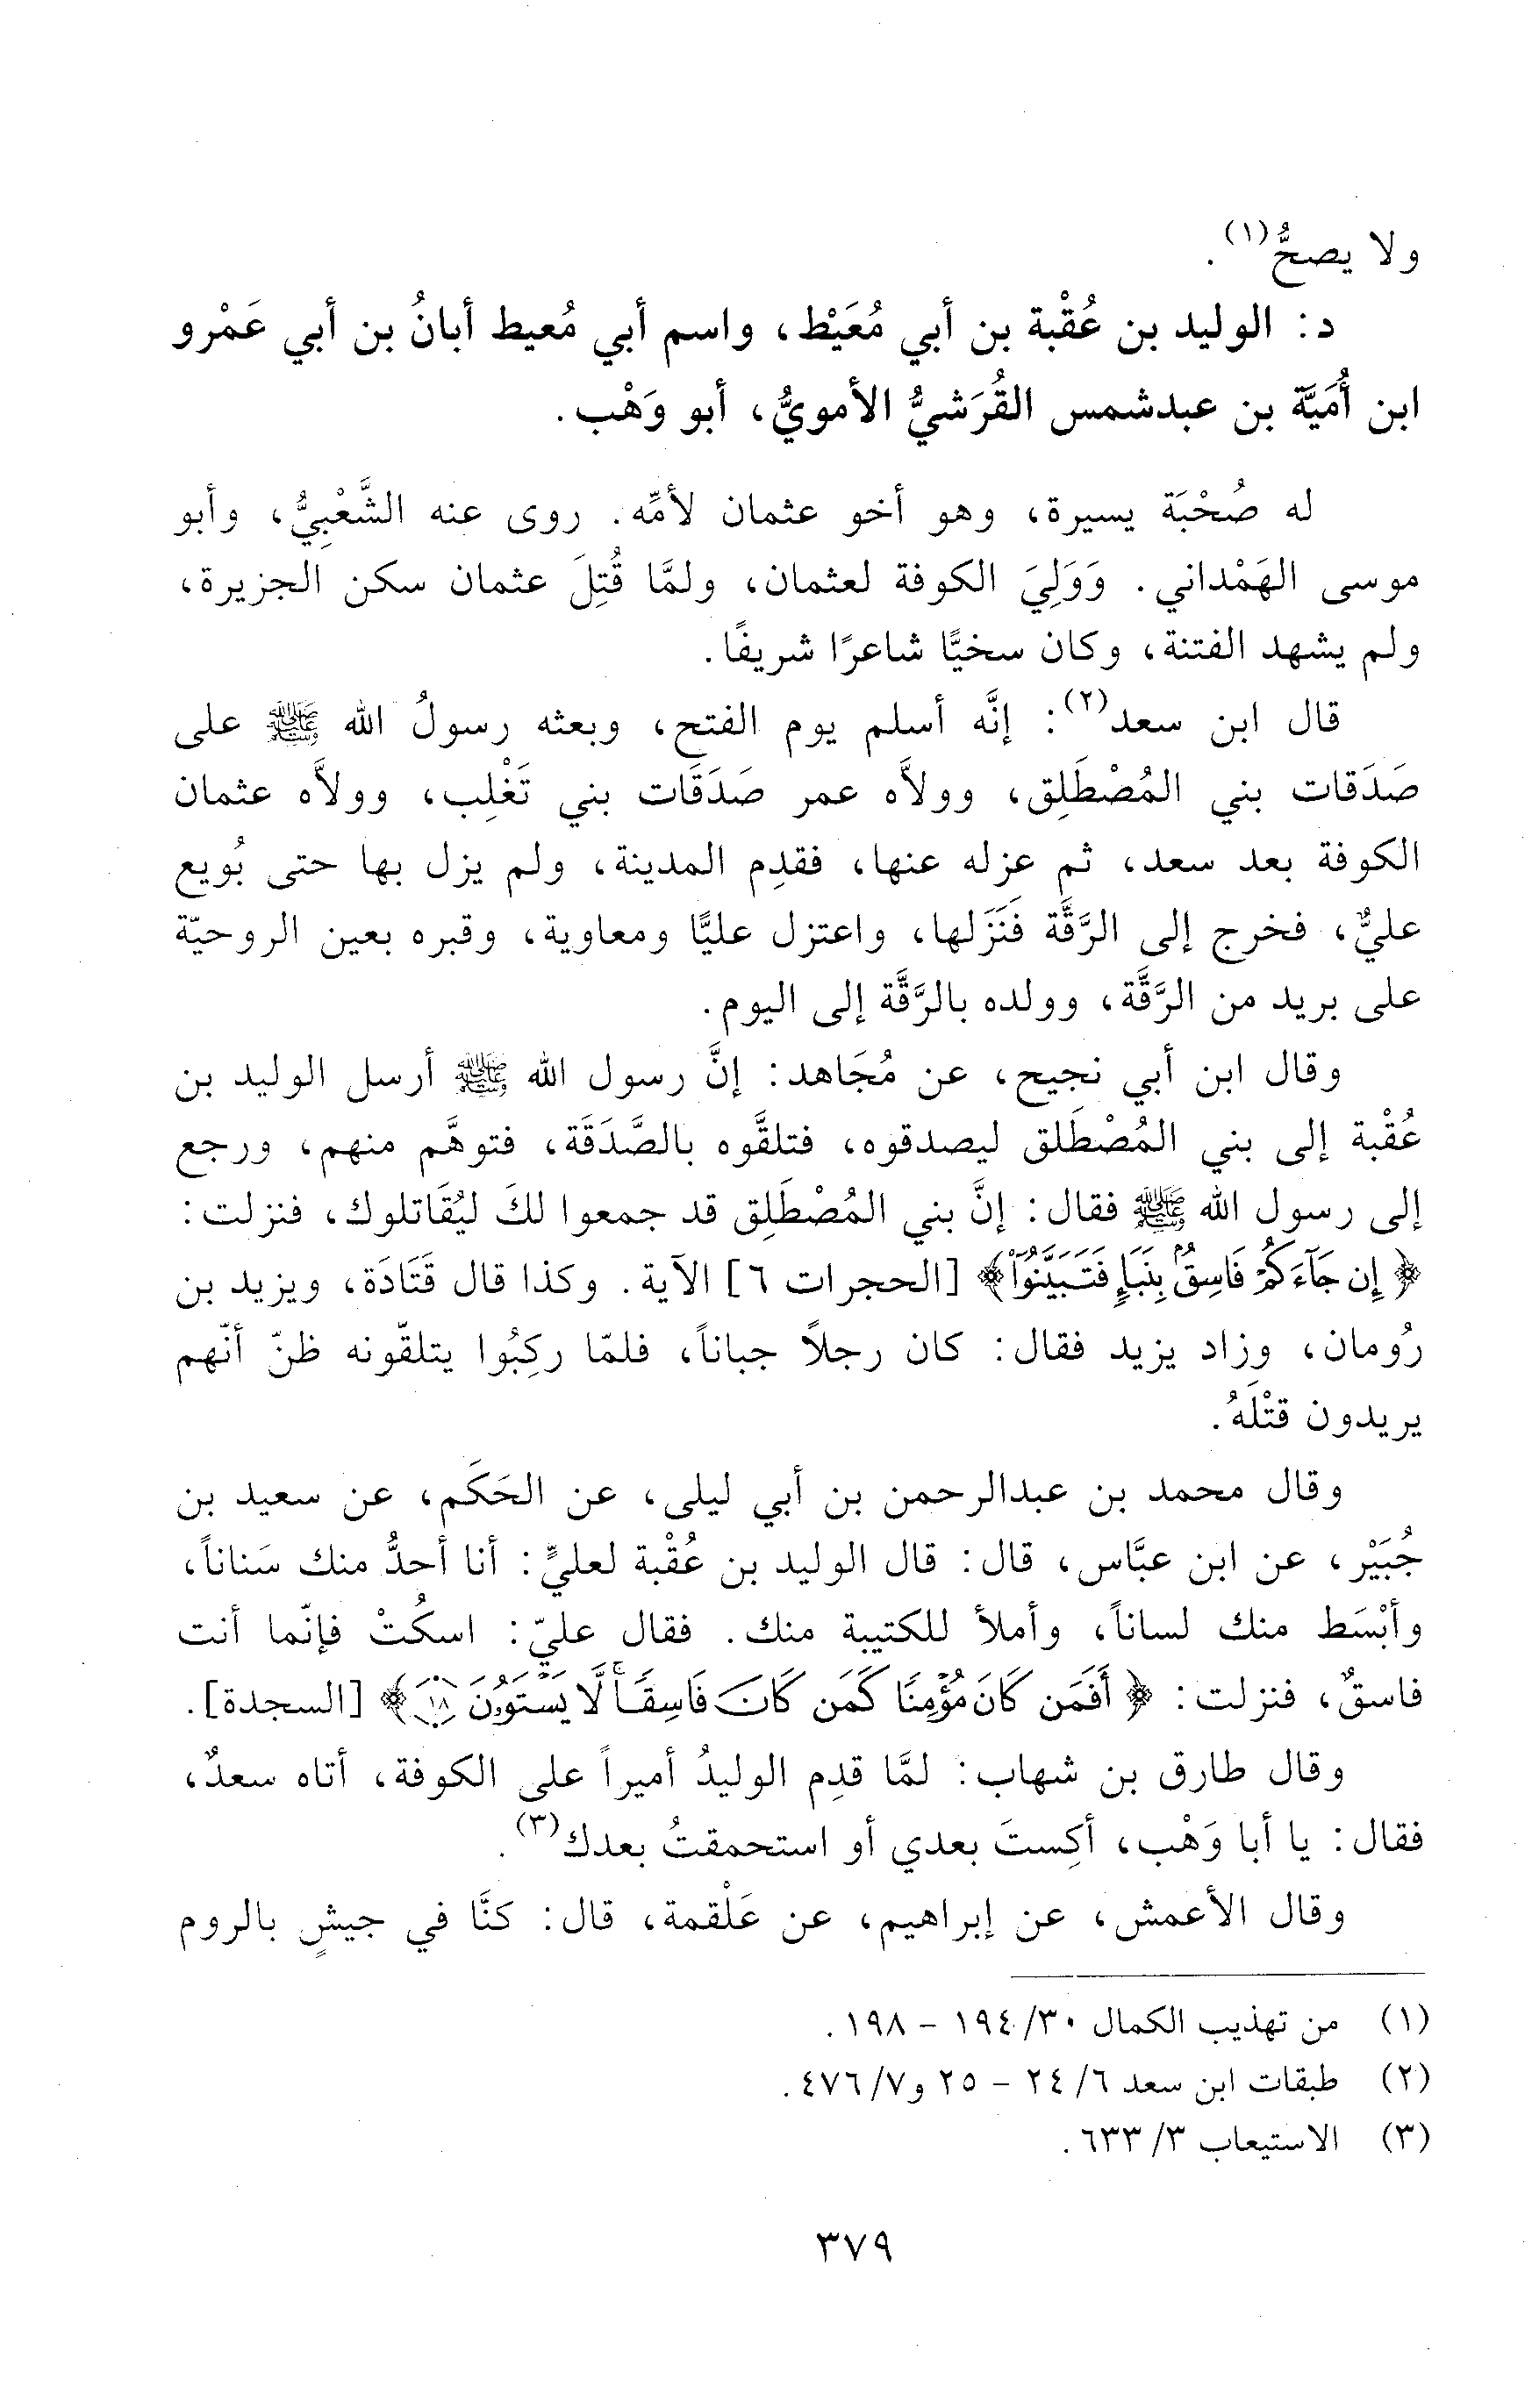 ولا يصحُّ(١).
د: الوليد بن عُقْبة بن أبي مُعَيْط، واسم أبي مُعيط أبانُ بن أبي عَمْرو
ابن أُمَيَّة بن عبدشمس القُرَشيُّ الأمويُّ، أبو وَهْب.
له صُحْبَة يسيرة، وهو أخو عثمان لأمِّه. روى عنه الشَّعْبِيُّ، وأبو
موسى الهَمْداني. وَوَلِيَ الكوفة لعثمان، ولمَّا قُتِلَ عثمان سكن الجزيرة،
ولم يشهد الفتنة، وكان سخيًّا شاعرًا شريفًا.
قال ابن سعد(٢): إنَّه أسلم يوم الفتح، وبعثه رسولُ الله ﷺ على
صَدَقات بني المُصْطَلِق، وولاَّه عمر صَدَقَات بني تَغْلِب، وولاَّه عثمان
الكوفة بعد سعد، ثم عزله عنها، فقدِم المدينة، ولم يزل بها حتى بُويع
عليٌّ، فخرج إلى الرَّقَّة فَنَزَلها، واعتزل عليًّا ومعاوية، وقبره بعين الروحيّة
على بريد من الرَّقَّة، وولده بالرَّقَّة إلى اليوم.
وقال ابن أبي نجيح، عن مُجَاهد: إنَّ رسول الله ﷺ أرسل الوليد بن
عُقْبة إلى بني المُصْطَلق ليصدقوه، فتلقَّوه بالصَّدَقَة، فتوهَّم منهم، ورجع
إلى رسول الله ﷺ فقال: إنَّ بني المُصْطَلِق قد جمعوا لكَ ليُقَاتلوك، فنزلت:
﴿ إِن جَآءَكُمْ فَاسِقٌۢ بِنَبَإٍ فَتَبَيَّنُوٓا۟﴾ [الحجرات ٦] الآية. وكذا قال قَتَادَة، ويزيد بن
رُومان، وزاد يزيد فقال: كان رجلاً جباناً، فلمّا ركِبُوا يتلقّونه ظنّ أنّهم
يريدون قتْلَهُ.
وقال محمد بن عبدالرحمن بن أبي ليلى، عن الحَكَم، عن سعيد بن
جُبَيْر، عن ابن عبَّاس، قال: قال الوليد بن عُقْبة لعليٍّ: أنا أحدُّ منك سَناناً،
وأبْسَط منك لساناً، وأملأ للكتيبة منك. فقال عليّ: اسكُتْ فإنّما أنت
فاسقٌ، فنزلت: ﴿ أَفَمَن كَانَ مُؤْمِنًا كَمَن كَانَ فَاسِقًا ۚ لَّا يَسْتَوُۥنَ ١٨﴾ [السجدة].
وقال طارق بن شهاب: لمَّا قدِم الوليدُ أميراً على الكوفة، أتاه سعدٌ،
فقال: يا أبا وَهْب، أكِستَ بعدي أو استحمقتُ بعدك(٣).
وقال الأعمش، عن إبراهيم، عن عَلْقمة، قال: كنَّا في جيشٍ بالروم
(١) من تهذيب الكمال ٣٠/ ١٩٤ - ١٩٨.
(٢) طبقات ابن سعد ٦/ ٢٤ - ٢٥ و٧/ ٤٧٦.
(٣) الاستيعاب ٣/ ٦٣٣.
٣٧٩